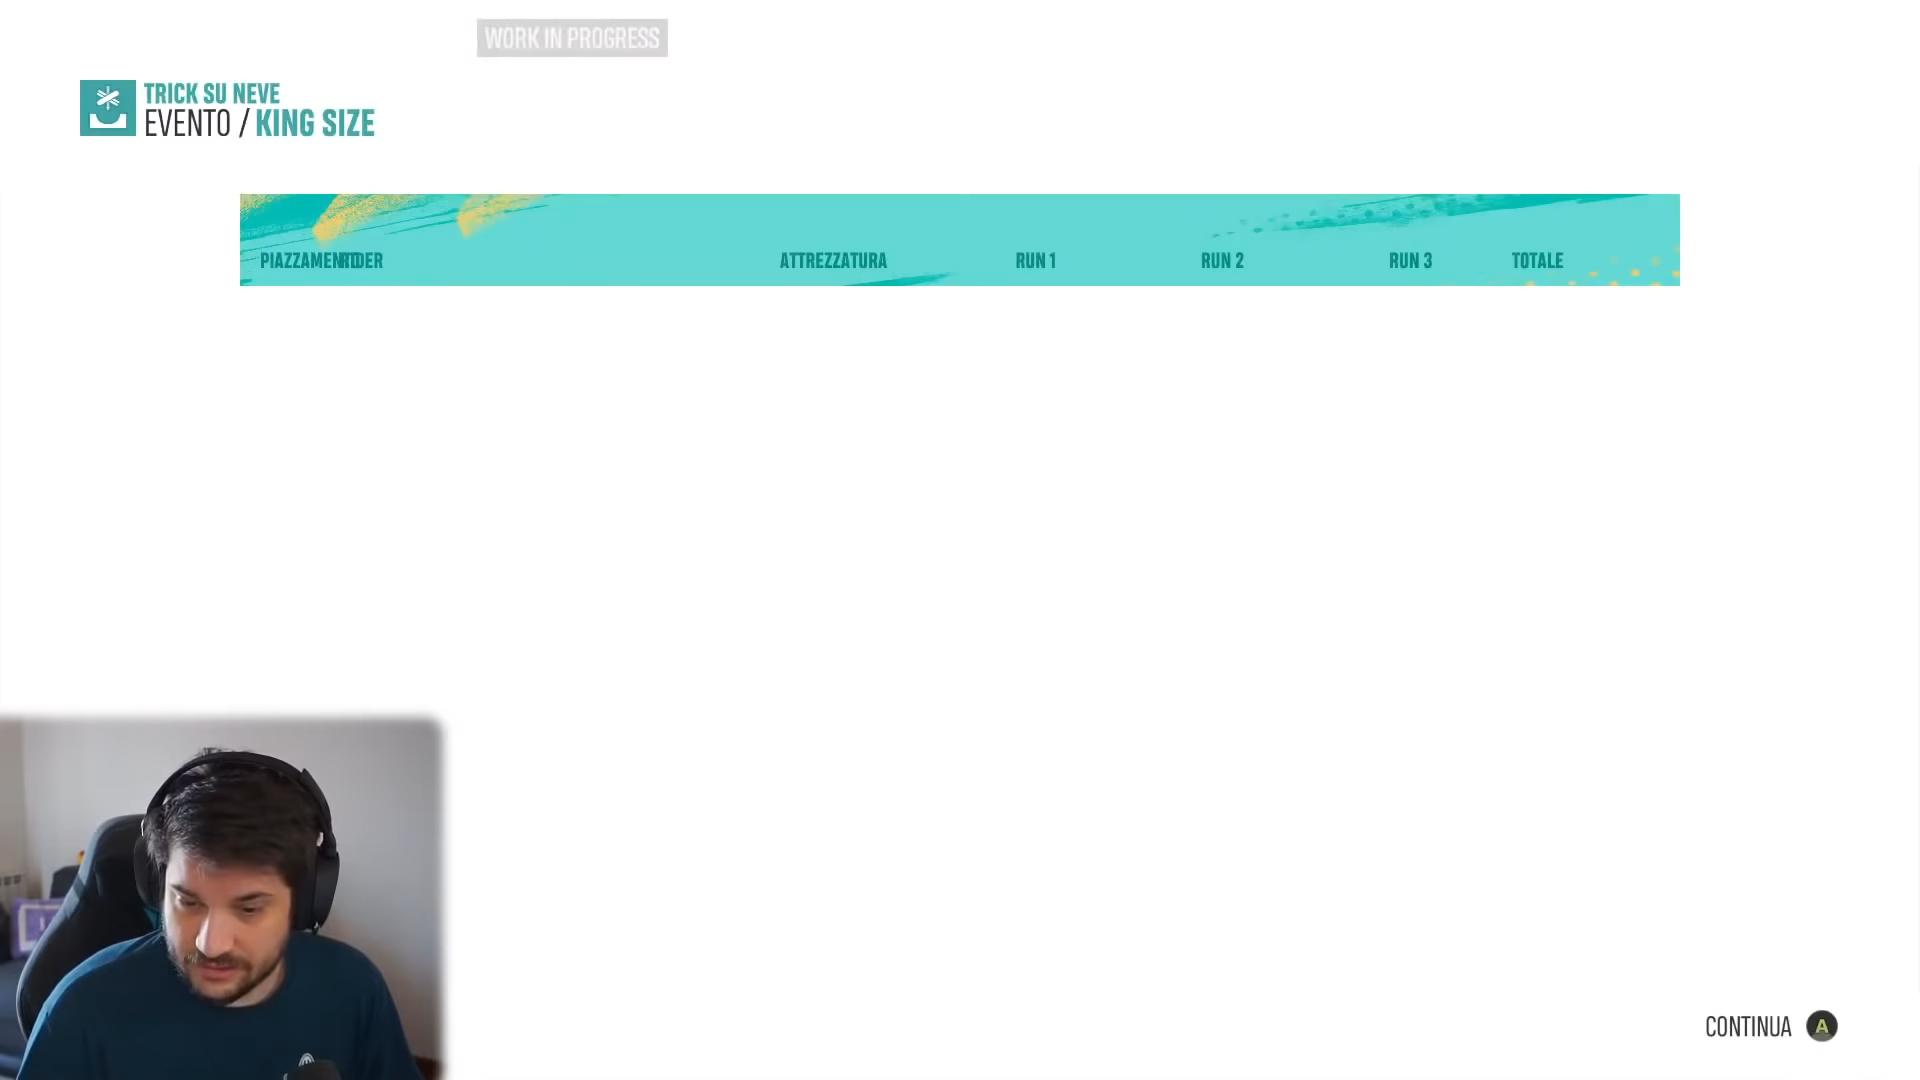 WORK IN PROGRESS
TRICK SU NEVE
EVENTO / KING SIZE
PIAZZAMENTO RIDER ATTREZZATURA RUN 1 RUN 2 RUN 3 TOTALE
CONTINUA A